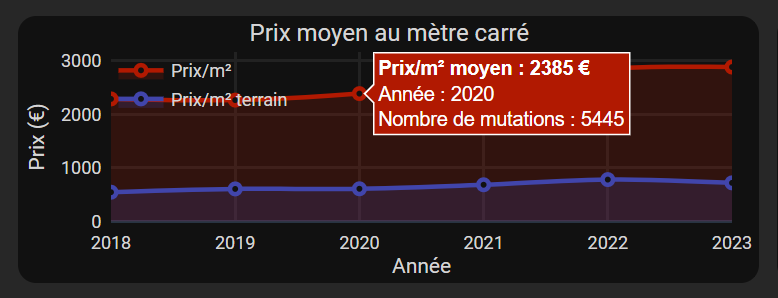 Prix moyen au mètre carré
3000
Prix/m²
Prix/m² terrain
Prix/m² moyen : 2385 €
Année : 2020
Nombre de mutations : 5445
2000
1000
0
Prix (€)
2018 2019 2020 2021 2022 2023
Année